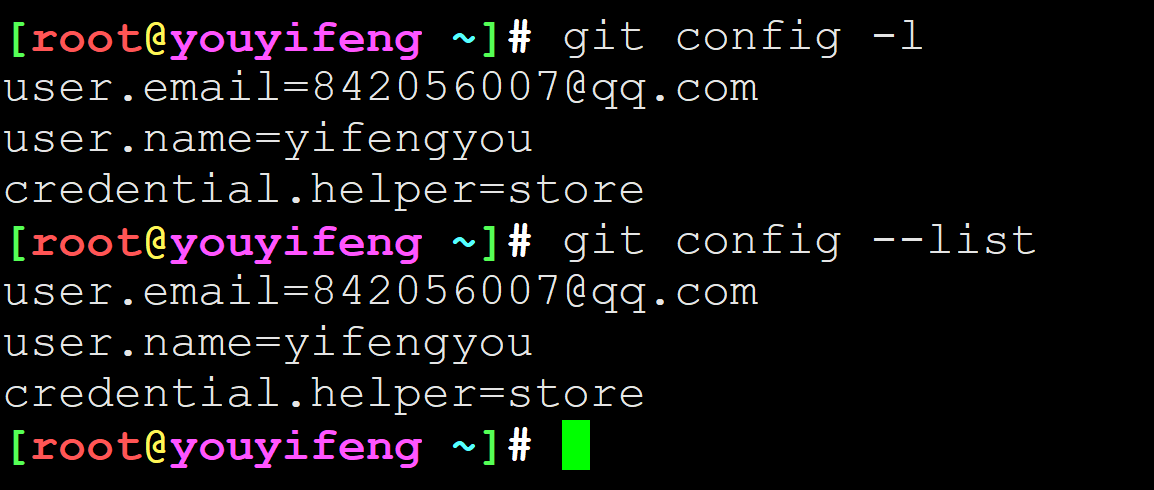 [root@youyifeng ~]# git config -l
user.email=842056007@qq.com
user.name=yifengyou
credential.helper=store
[root@youyifeng ~]# git config --list
user.email=842056007@qq.com
user.name=yifengyou
credential.helper=store
[root@youyifeng ~]#